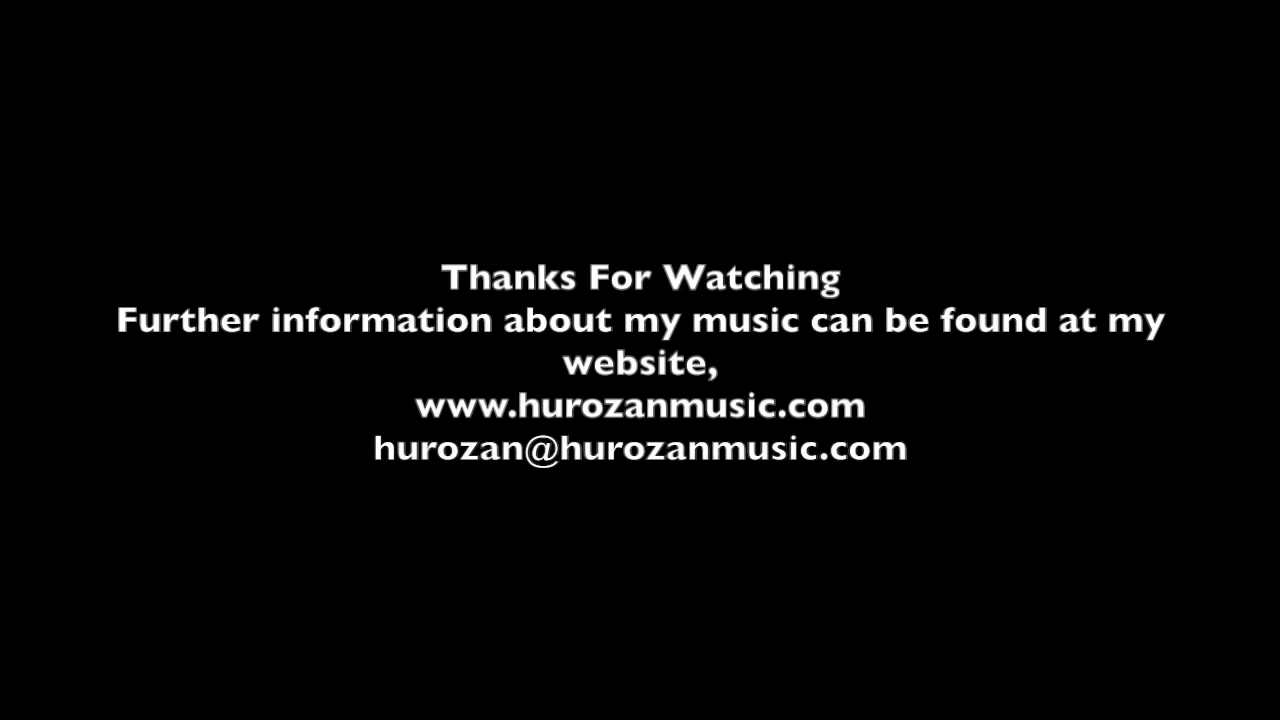 Thanks For Watching
Further information about my music can be found at my
website,
www.hurozanmusic.com
hurozan@hurozanmusic.com